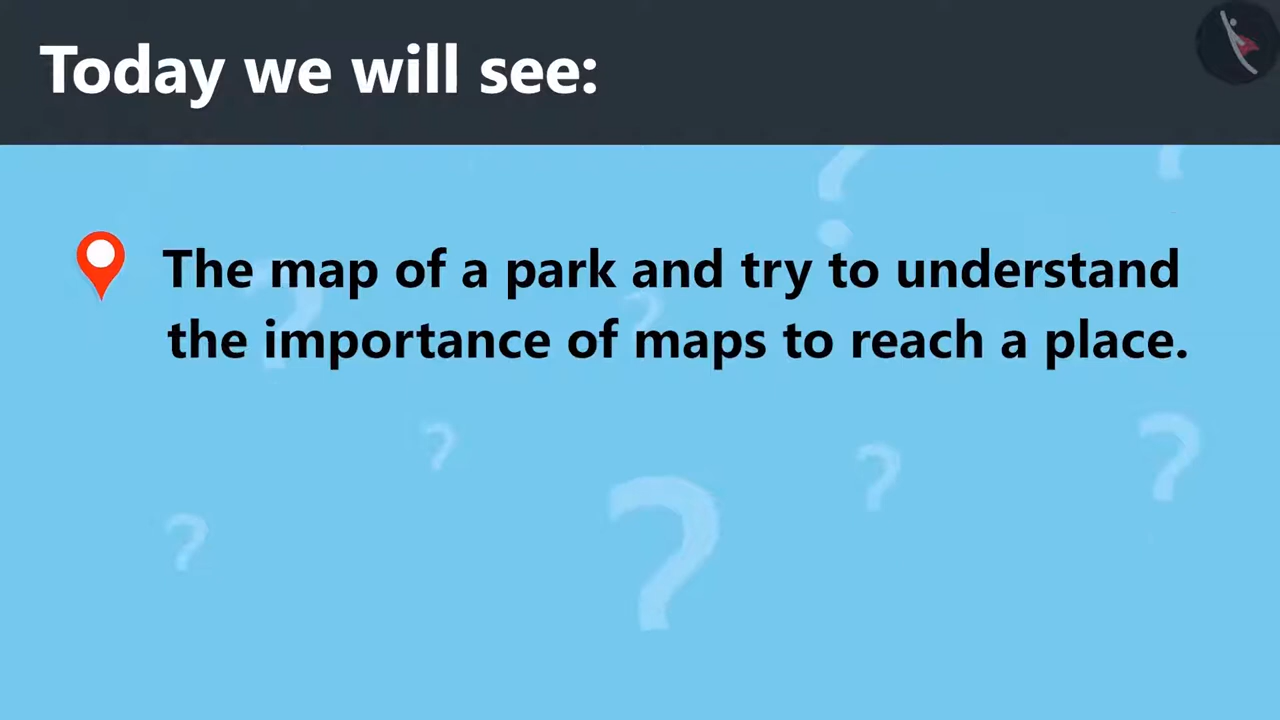 Today we will see:
The map of a park and try to understand
the importance of maps to reach a place.